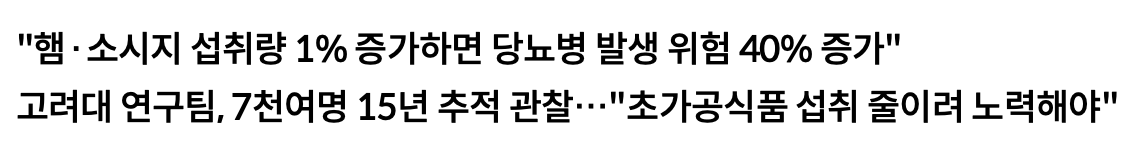 "햄·소시지 섭취량 1% 증가하면 당뇨병 발생 위험 40% 증가"
고려대 연구팀, 7천여명 15년 추적 관찰…"초가공식품 섭취 줄이려 노력해야"